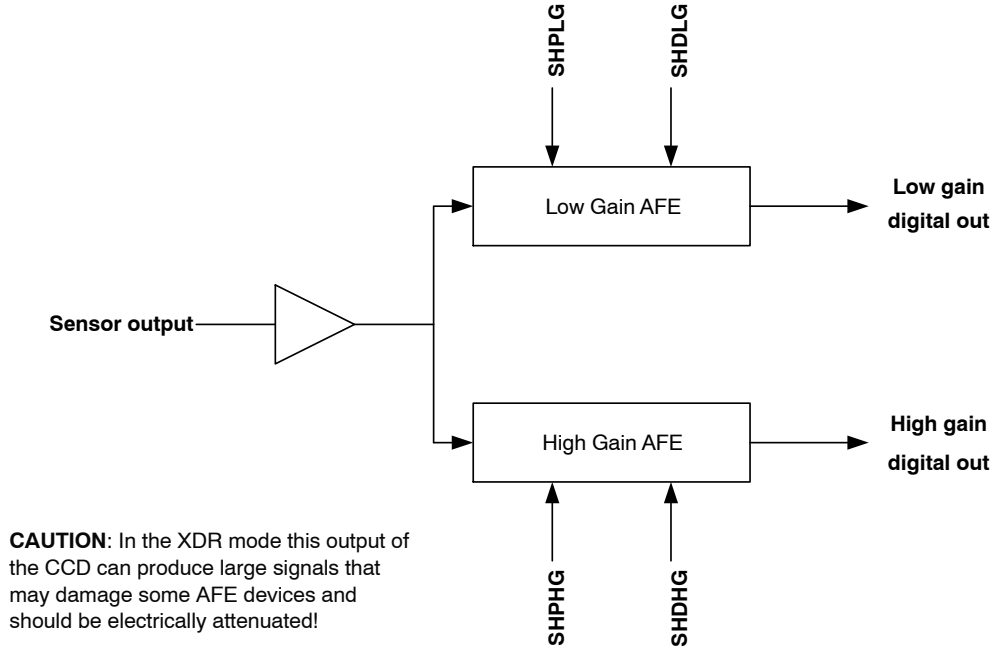 SHPLG
SHDLG
Low Gain AFE
Low gain
digital out
Sensor output
High Gain AFE
High gain
digital out
SHPHG
SHDHG
CAUTION: In the XDR mode this output of
the CCD can produce large signals that
may damage some AFE devices and
should be electrically attenuated!